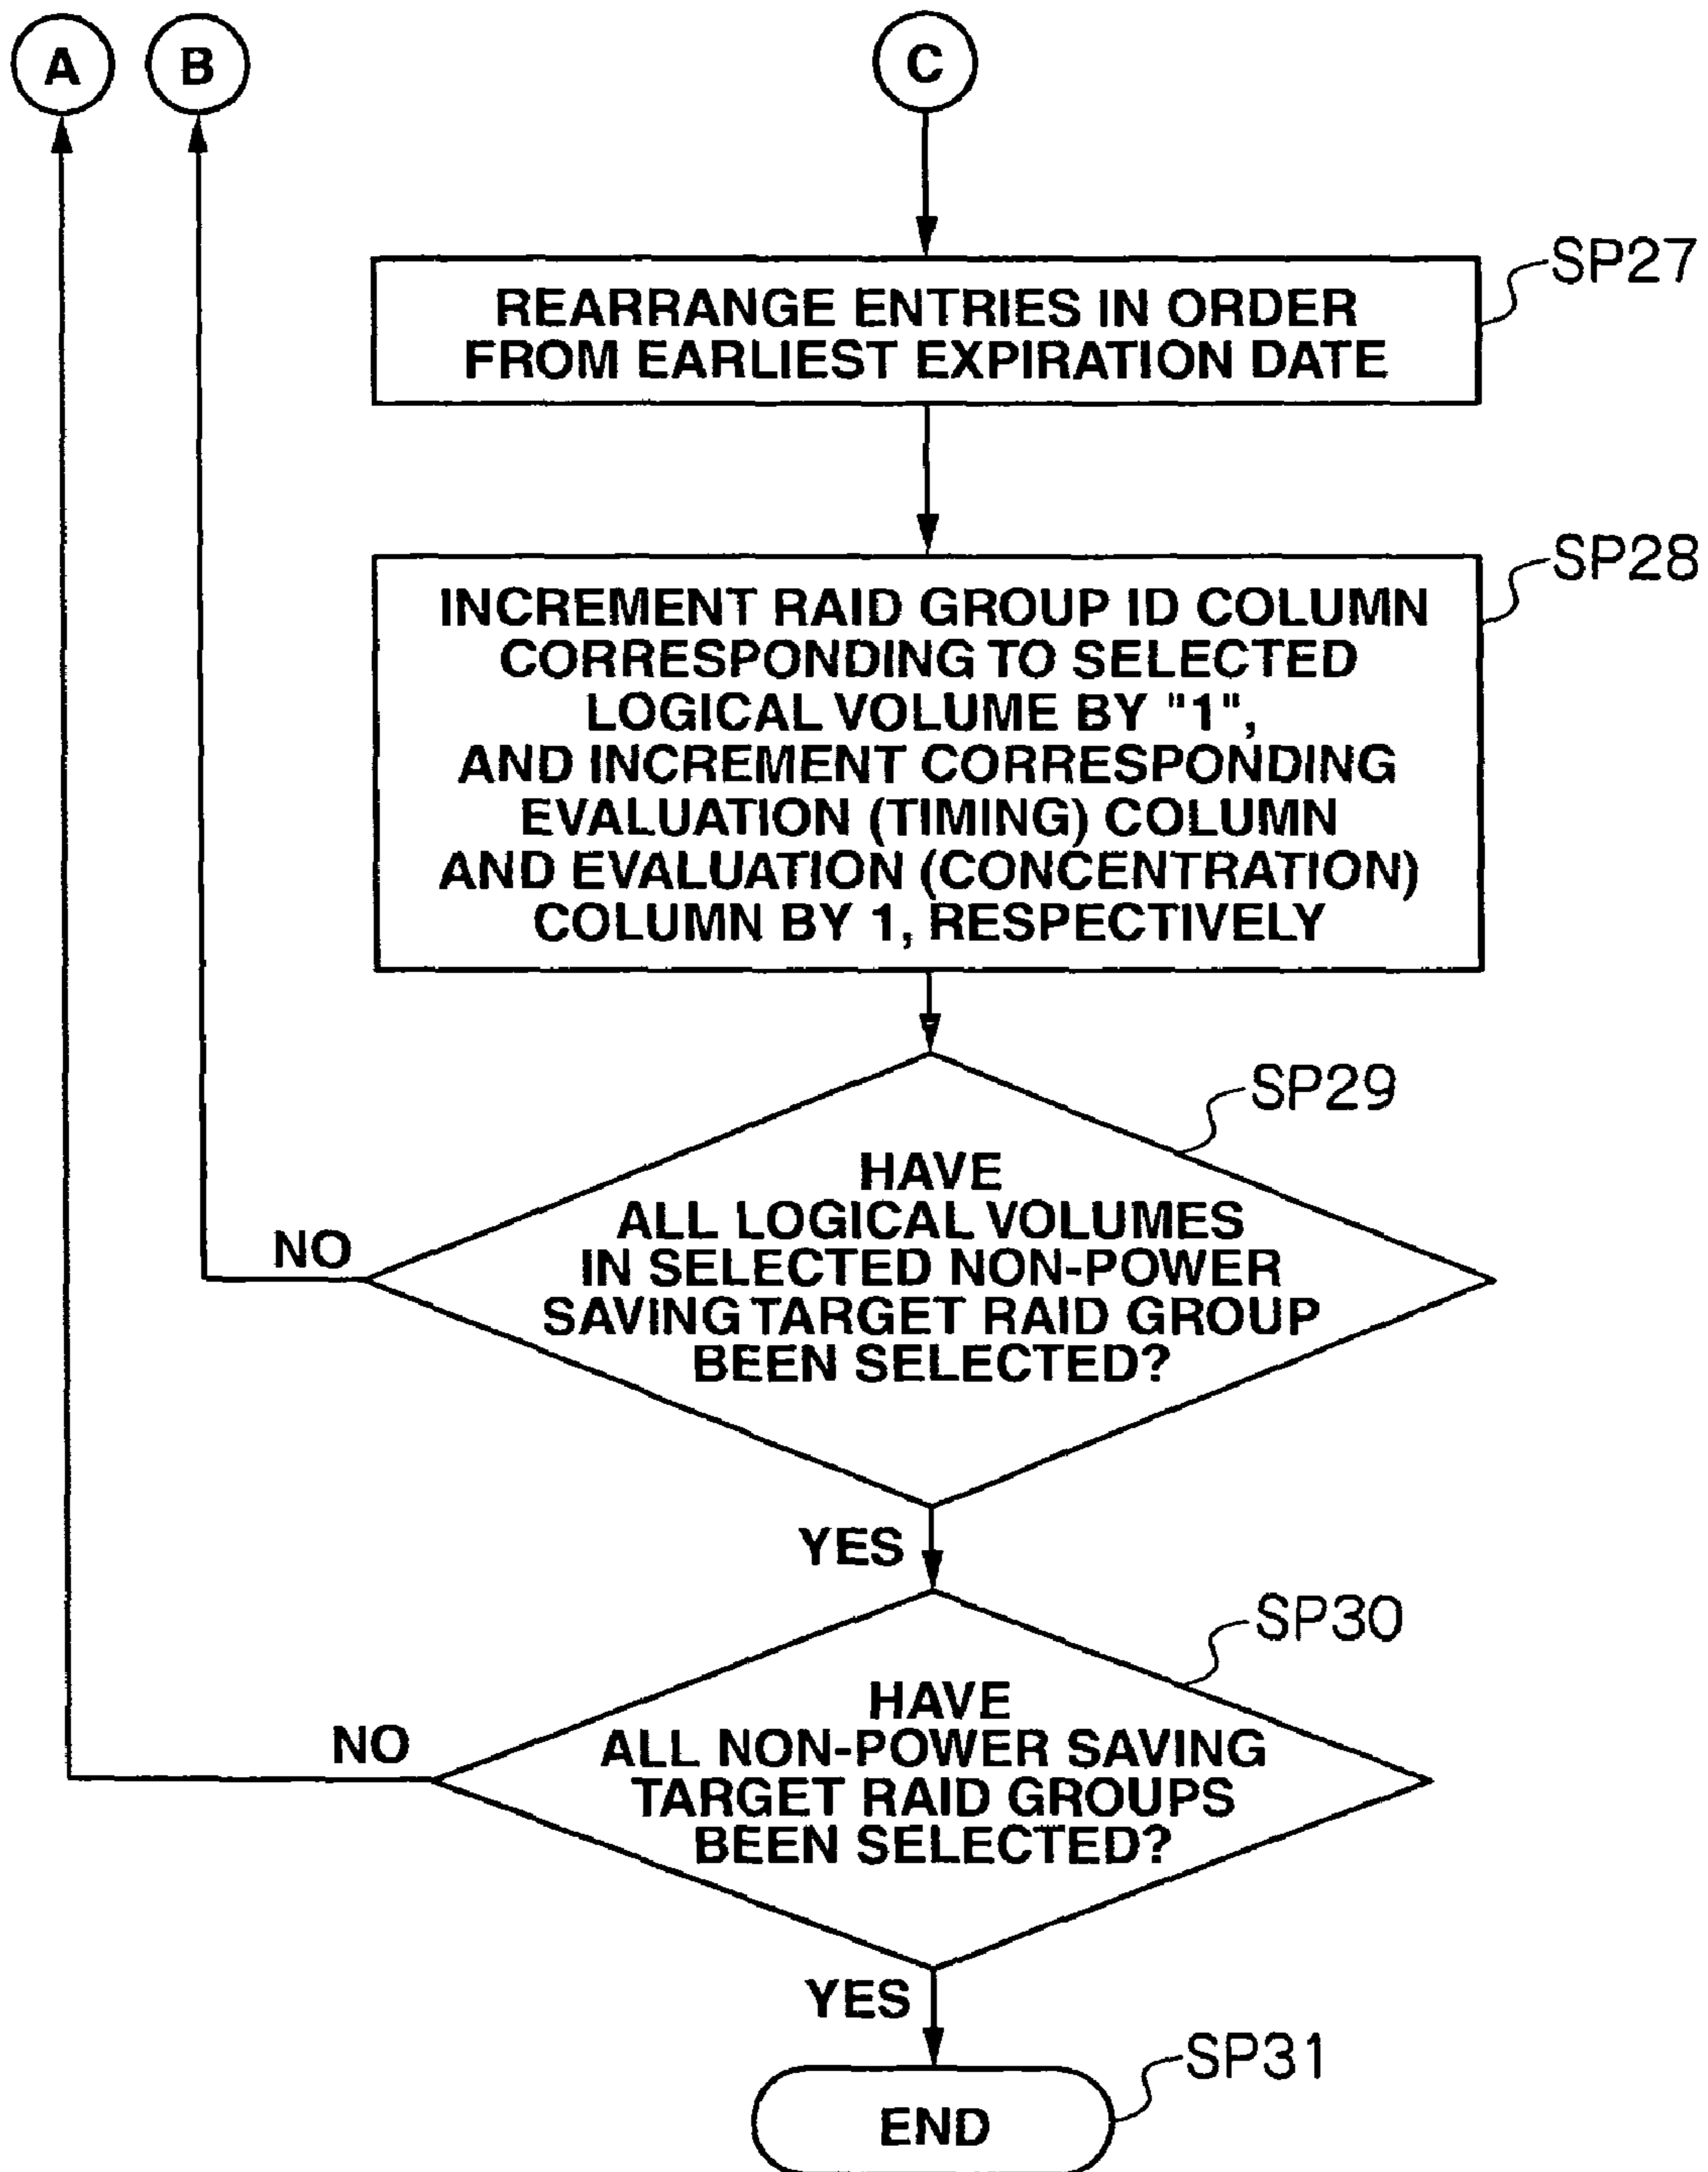 A
B
C
SP27
REARRANGE ENTRIES IN ORDER
FROM EARLIEST EXPIRATION DATE
SP28
INCREMENT RAID GROUP ID COLUMN
CORRESPONDING TO SELECTED
LOGICAL VOLUME BY "1",
AND INCREMENT CORRESPONDING
EVALUATION (TIMING) COLUMN
AND EVALUATION (CONCENTRATION)
COLUMN BY 1, RESPECTIVELY
SP29
HAVE
ALL LOGICAL VOLUMES
IN SELECTED NON-POWER
SAVING TARGET RAID GROUP
BEEN SELECTED?
NO
YES
SP30
HAVE
ALL NON-POWER SAVING
TARGET RAID GROUPS
BEEN SELECTED?
NO
YES
SP31
END